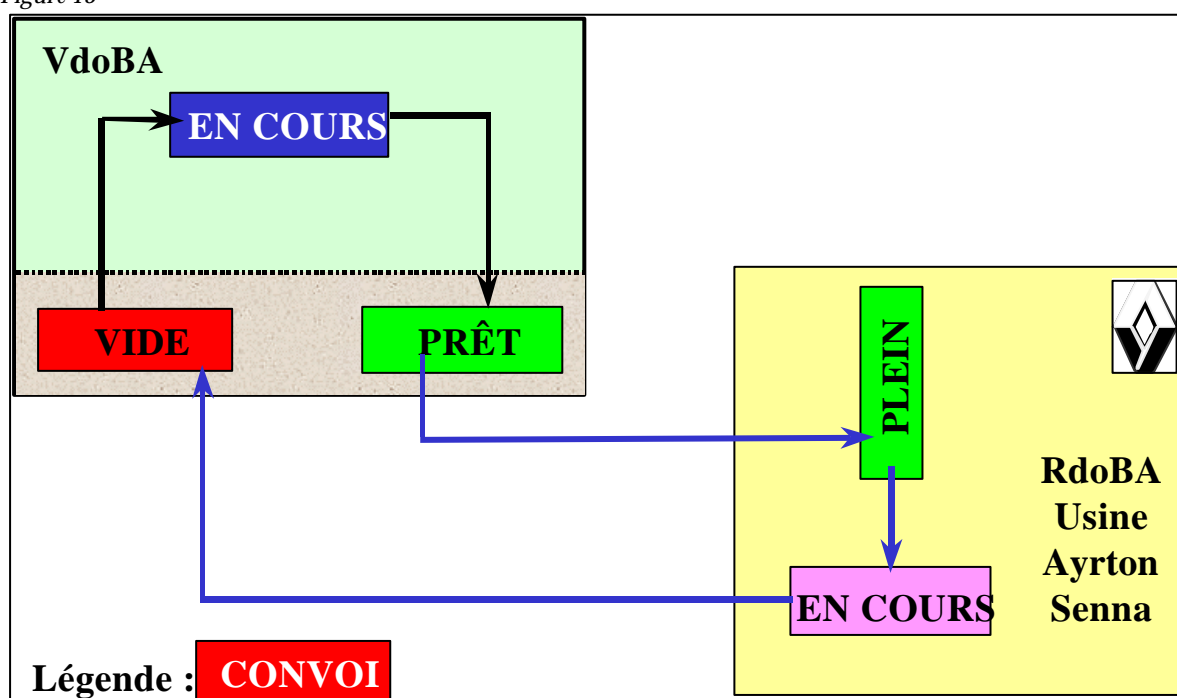 VdoBA
EN COURS
VIDE
PRÊT
PLEIN
RdoBA
Usine
Ayrton
Senna
EN COURS
Légende : CONVOI